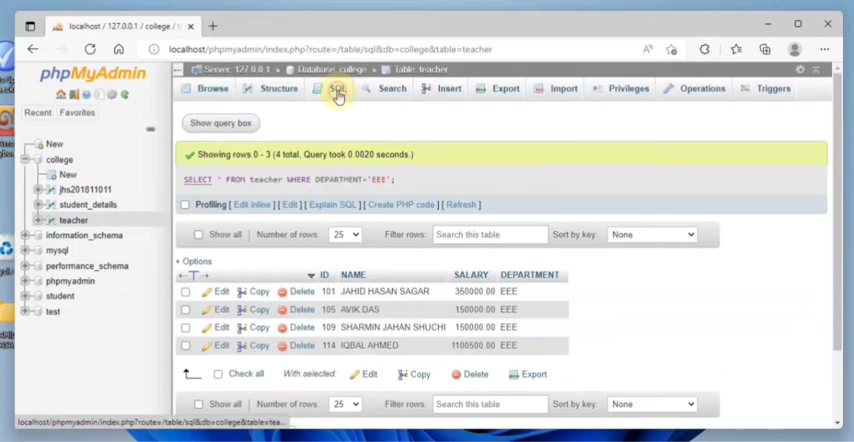 localhost / 127.0.0.1 / college / t
localhost/phpmyadmin/index.php?route=/table/sql&db=college&table=teacher
phpMyAdmin
Recent Favorites
New
college
New
jhs201811011
student_details
teacher
information_schema
mysql
performance_schema
phpmyadmin
student
test
Server: 127.0.0.1 » Database: college » Table: teacher
Browse Structure SQL Search Insert Export Import Privileges Operations Triggers
Show query box
Showing rows 0 - 3 (4 total, Query took 0.0020 seconds.)
SELECT * FROM teacher WHERE DEPARTMENT='EEE';
Profiling [ Edit inline ] [ Edit ] [ Explain SQL ] [ Create PHP code ] [ Refresh ]
Show all Number of rows: 25 Filter rows: Search this table Sort by key: None
+ Options
ID NAME SALARY DEPARTMENT
Edit Copy Delete 101 JAHID HASAN SAGAR 350000.00 EEE
Edit Copy Delete 105 AVIK DAS 150000.00 EEE
Edit Copy Delete 109 SHARMIN JAHAN SHUCHI 150000.00 EEE
Edit Copy Delete 114 IQBAL AHMED 1100500.00 EEE
Check all With selected: Edit Copy Delete Export
Show all Number of rows: 25 Filter rows: Search this table Sort by key: None
localhost/phpmyadmin/index.php?route=/table/sql&db=college&table=tea...